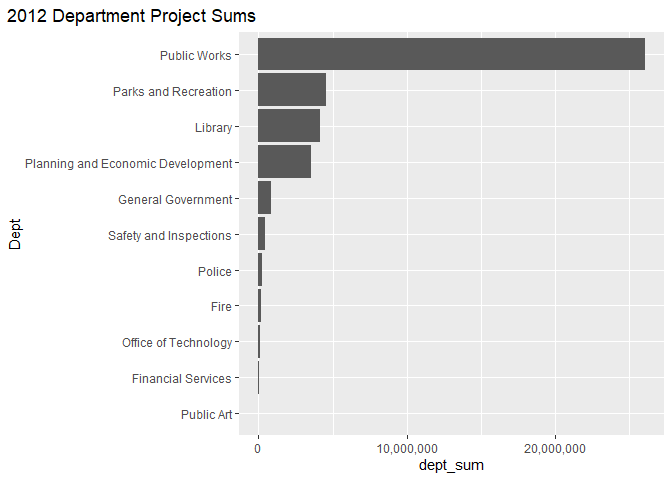 2012 Department Project Sums
Public Works
Parks and Recreation
Library
Planning and Economic Development
General Government
Safety and Inspections
Police
Fire
Office of Technology
Financial Services
Public Art
Dept
0
10,000,000
20,000,000
dept_sum